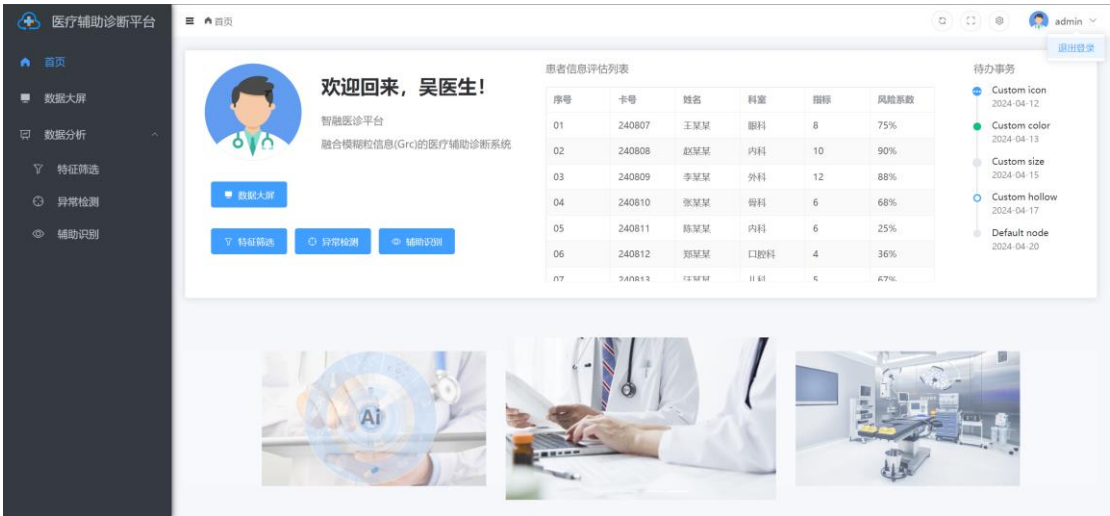 医疗辅助诊断平台
首页
admin
退出登录
首页
数据大屏
数据分析
特征筛选
异常检测
辅助识别
欢迎回来，吴医生！
智融医诊平台
融合模糊粒信息(Grc)的医疗辅助诊断系统
数据大屏
特征筛选 异常检测 辅助识别
患者信息评估列表
序号 卡号 姓名 科室 指标 风险系数
01 240807 王某某 眼科 8 75%
02 240808 赵某某 内科 10 90%
03 240809 李某某 外科 12 88%
04 240810 张某某 骨科 6 68%
05 240811 陈某某 内科 6 25%
06 240812 郑某某 口腔科 4 36%
07 240813 汪某某 儿科 5 67%
待办事务
Custom icon
2024-04-12
Custom color
2024-04-13
Custom size
2024-04-15
Custom hollow
2024-04-17
Default node
2024-04-20
Ai